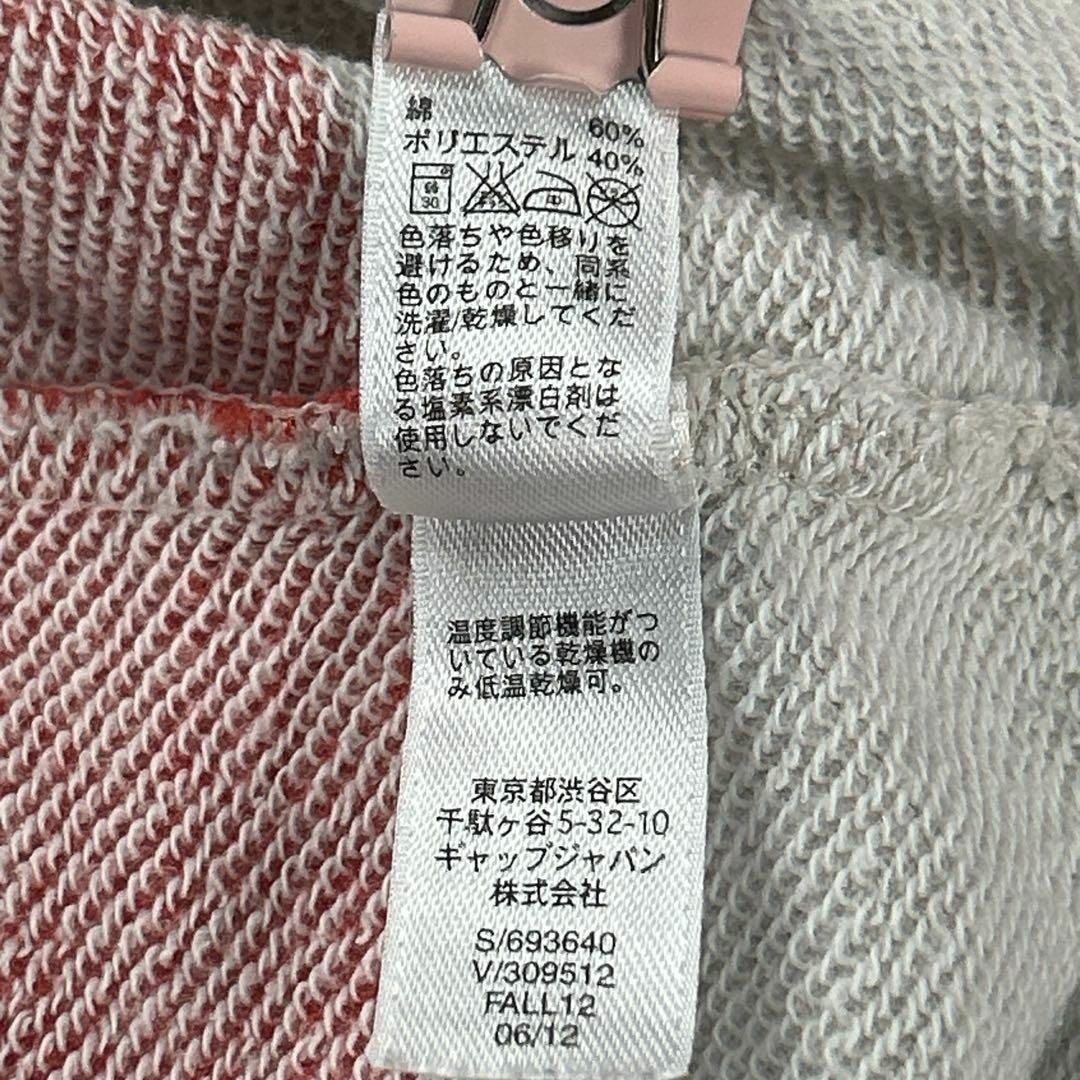 綿 60%
ポリエステル 40%
30
色落ちや色移りを
避けるため、同系
色のものと一緒に
洗濯/乾燥してくだ
さい。
色落ちの原因とな
る塩素系漂白剤は
使用しないでくだ
さい。
温度調節機能がつ
いている乾燥機の
み低温乾燥可。
東京都渋谷区
千駄ヶ谷5-32-10
ギャップジャパン
株式会社
S/693640
V/309512
FALL12
06/12